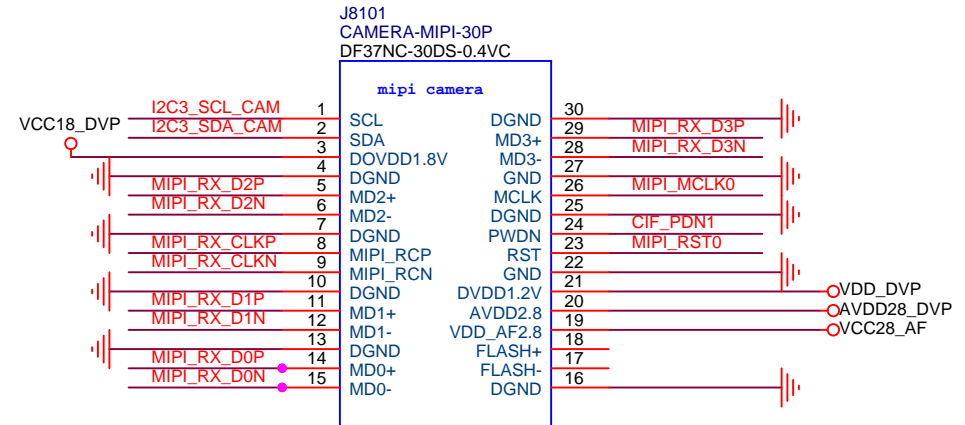 J8101
CAMERA-MIPI-30P
DF37NC-30DS-0.4VC
mipi camera
I2C3_SCL_CAM 1 SCL DGND 30
VCC18_DVP I2C3_SDA_CAM 2 SDA MD3+ 29 MIPI_RX_D3P
3 DOVDD1.8V MD3- 28 MIPI_RX_D3N
4 DGND GND 27
MIPI_RX_D2P 5 MD2+ MCLK 26 MIPI_MCLK0
MIPI_RX_D2N 6 MD2- DGND 25
7 DGND PWDN 24 CIF_PDN1
MIPI_RX_CLKP 8 MIPI_RCP RST 23 MIPI_RST0
MIPI_RX_CLKN 9 MIPI_RCN GND 22
10 DGND DVDD1.2V 21 VDD_DVP
MIPI_RX_D1P 11 MD1+ AVDD2.8 20 AVDD28_DVP
MIPI_RX_D1N 12 MD1- VDD_AF2.8 19 VCC28_AF
13 DGND FLASH+ 18
MIPI_RX_D0P 14 MD0+ FLASH- 17
MIPI_RX_D0N 15 MD0- DGND 16